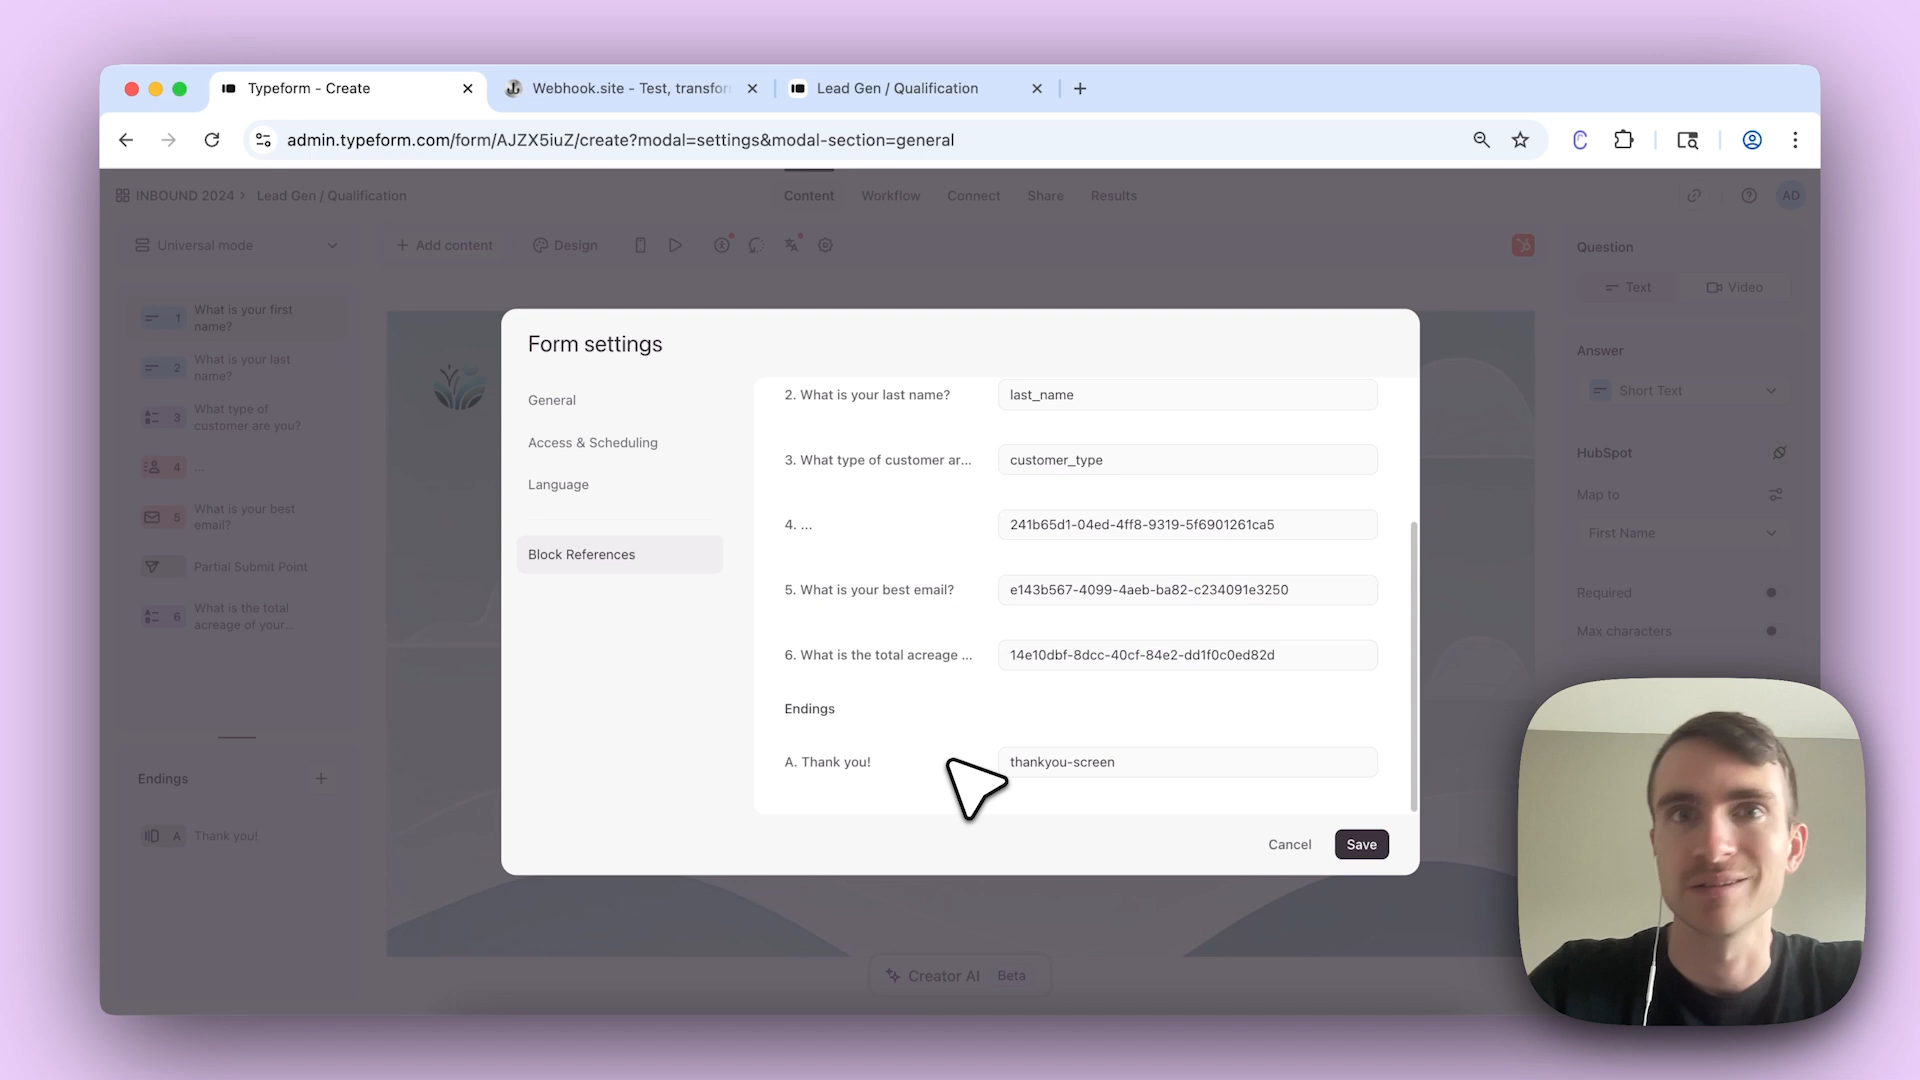 Typeform - Create
Webhook.site - Test, transfor
Lead Gen / Qualification
admin.typeform.com/form/AJZX5iuZ/create?modal=settings&modal-section=general
INBOUND 2024 > Lead Gen / Qualification
Content
Workflow
Connect
Share
Results
AD
Universal mode
+ Add content
Design
Question
Text
Video
1 What is your first
name?
2 What is your last
name?
3 What type of
customer are you?
4 ...
5 What is your best
email?
Partial Submit Point
6 What is the total
acreage of your...
Endings
A Thank you!
Form settings
General
Access & Scheduling
Language
Block References
2. What is your last name?
last_name
3. What type of customer ar...
customer_type
4. ...
241b65d1-04ed-4ff8-9319-5f6901261ca5
5. What is your best email?
e143b567-4099-4aeb-ba82-c234091e3250
6. What is the total acreage ...
14e10dbf-8dcc-40cf-84e2-dd1f0c0ed82d
Endings
A. Thank you!
thankyou-screen
Cancel
Save
Answer
Short Text
HubSpot
Map to
First Name
Required
Max characters
Creator AI
Beta